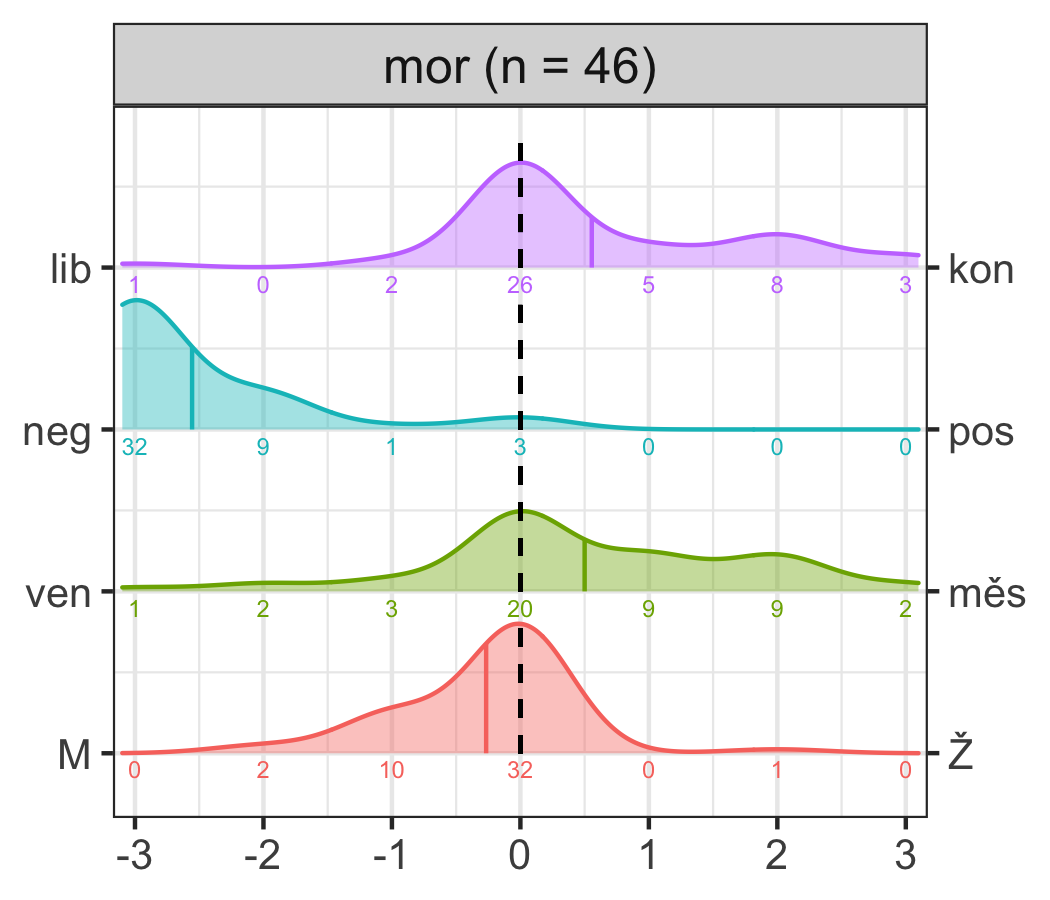 mor (n = 46)
lib kon
1 0 2 26 5 8 3
neg pos
32 9 1 3 0 0 0
ven měs
1 2 3 20 9 9 2
M Ž
0 2 10 32 0 1 0
-3 -2 -1 0 1 2 3